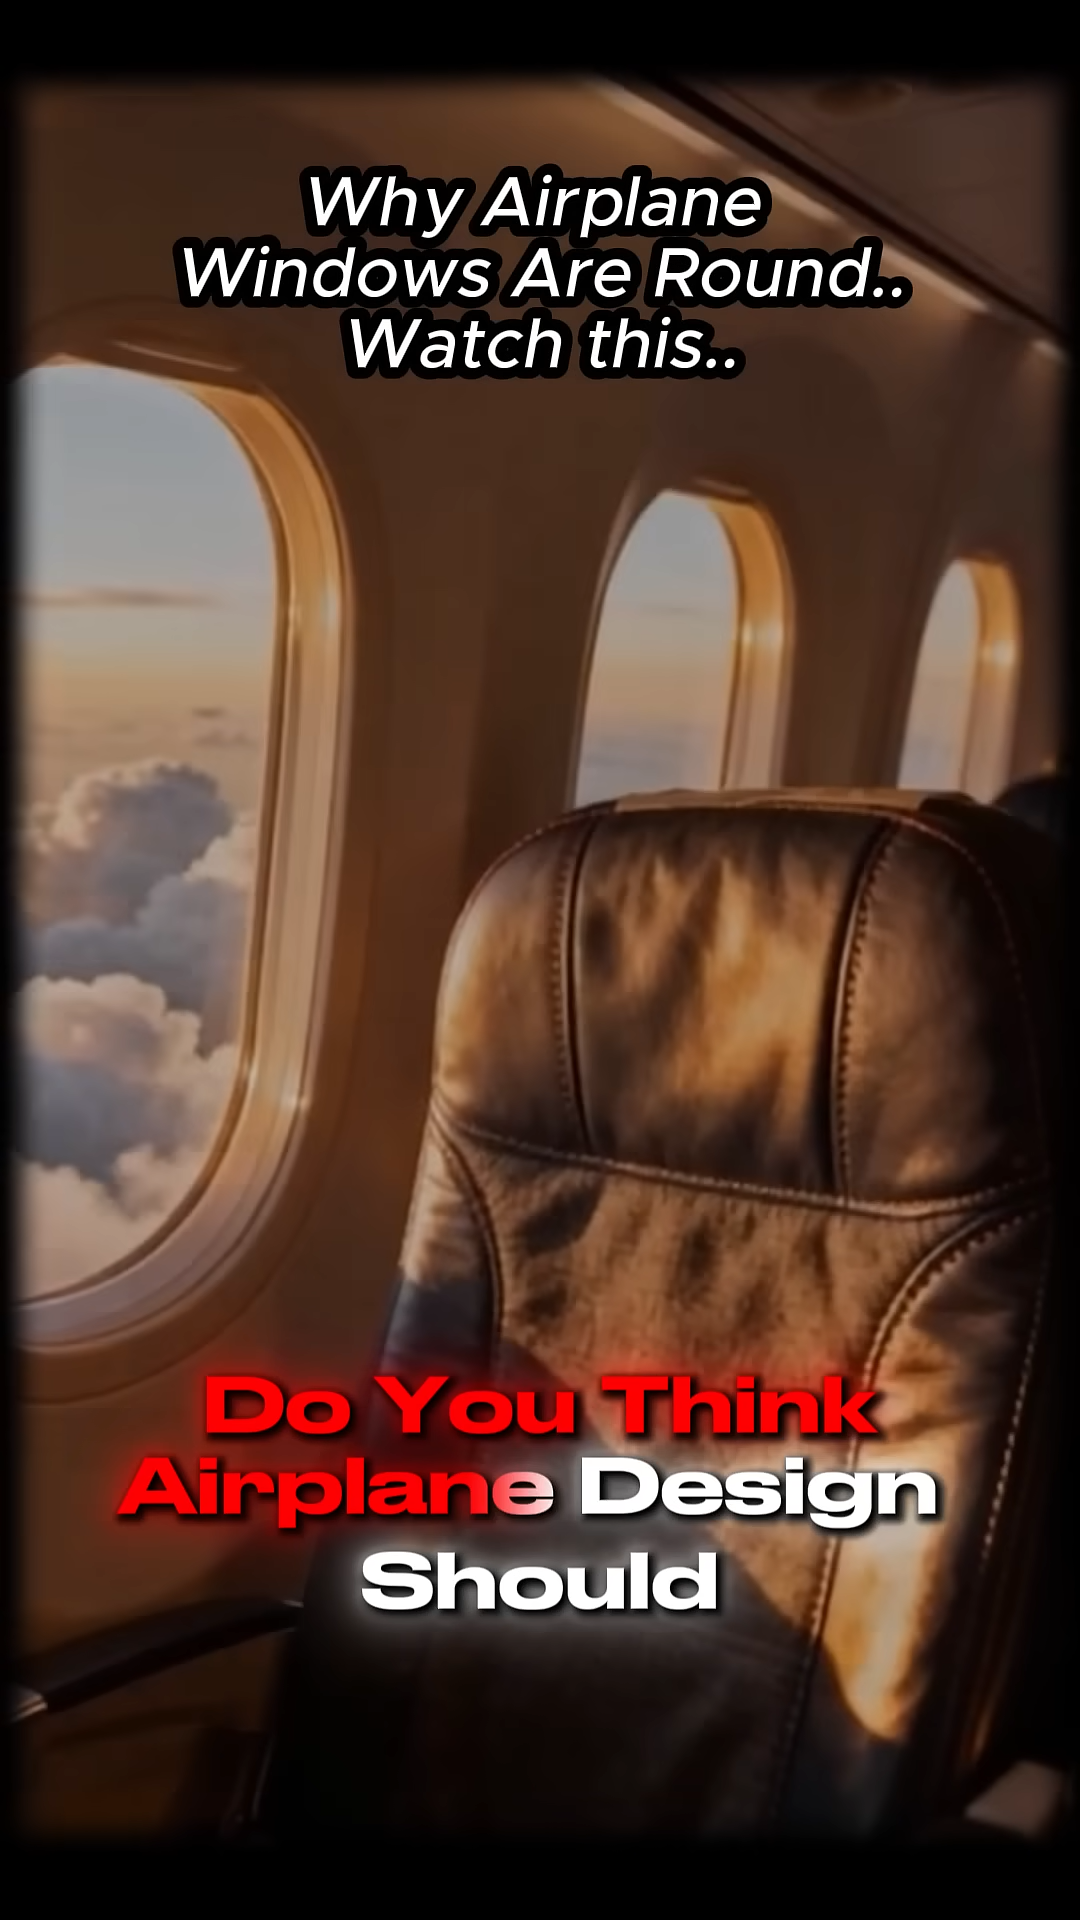 Why Airplane
Windows Are Round..
Watch this..
Do You Think
Airplane Design
Should